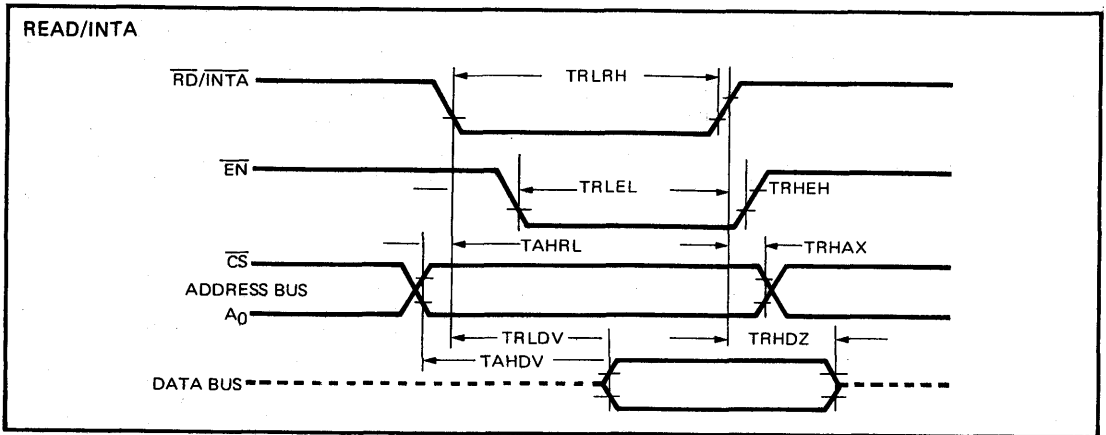 READ/INTA
RD/INTA
TRLRH
EN
TRLEL
TRHEH
TAHRL
TRHAX
CS
ADDRESS BUS
A0
TRLDV
TRHDZ
TAHDV
DATA BUS